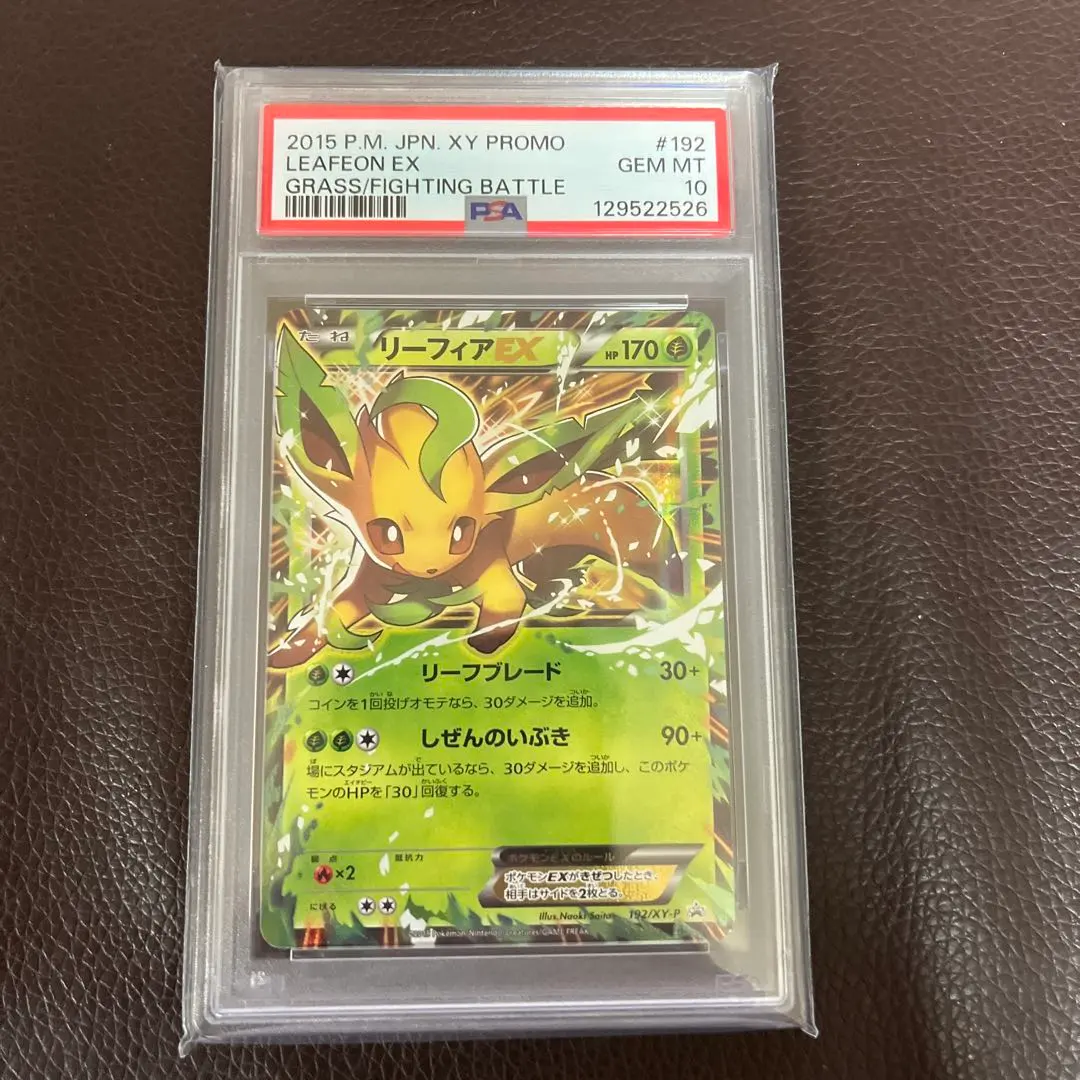 2015 P.M. JPN. XY PROMO #192
LEAFEON EX GEM MT
GRASS/FIGHTING BATTLE 10
PSA 129522526
たね リーフィアEX HP170
リーフブレード 30+
コインを1回投げオモテなら、30ダメージを追加。
しぜんのいぶき 90+
場にスタジアムが出ているなら、30ダメージを追加し、このポケ
モンのHPを「30」回復する。
弱点 抵抗力
×2
にげる
ポケモンEXのルール
ポケモンEXがきぜつしたとき、
相手はサイドを2枚とる。
Illus. Naoki Saito 192/XY-P
Pokémon/Nintendo/Creatures/GAME FREAK